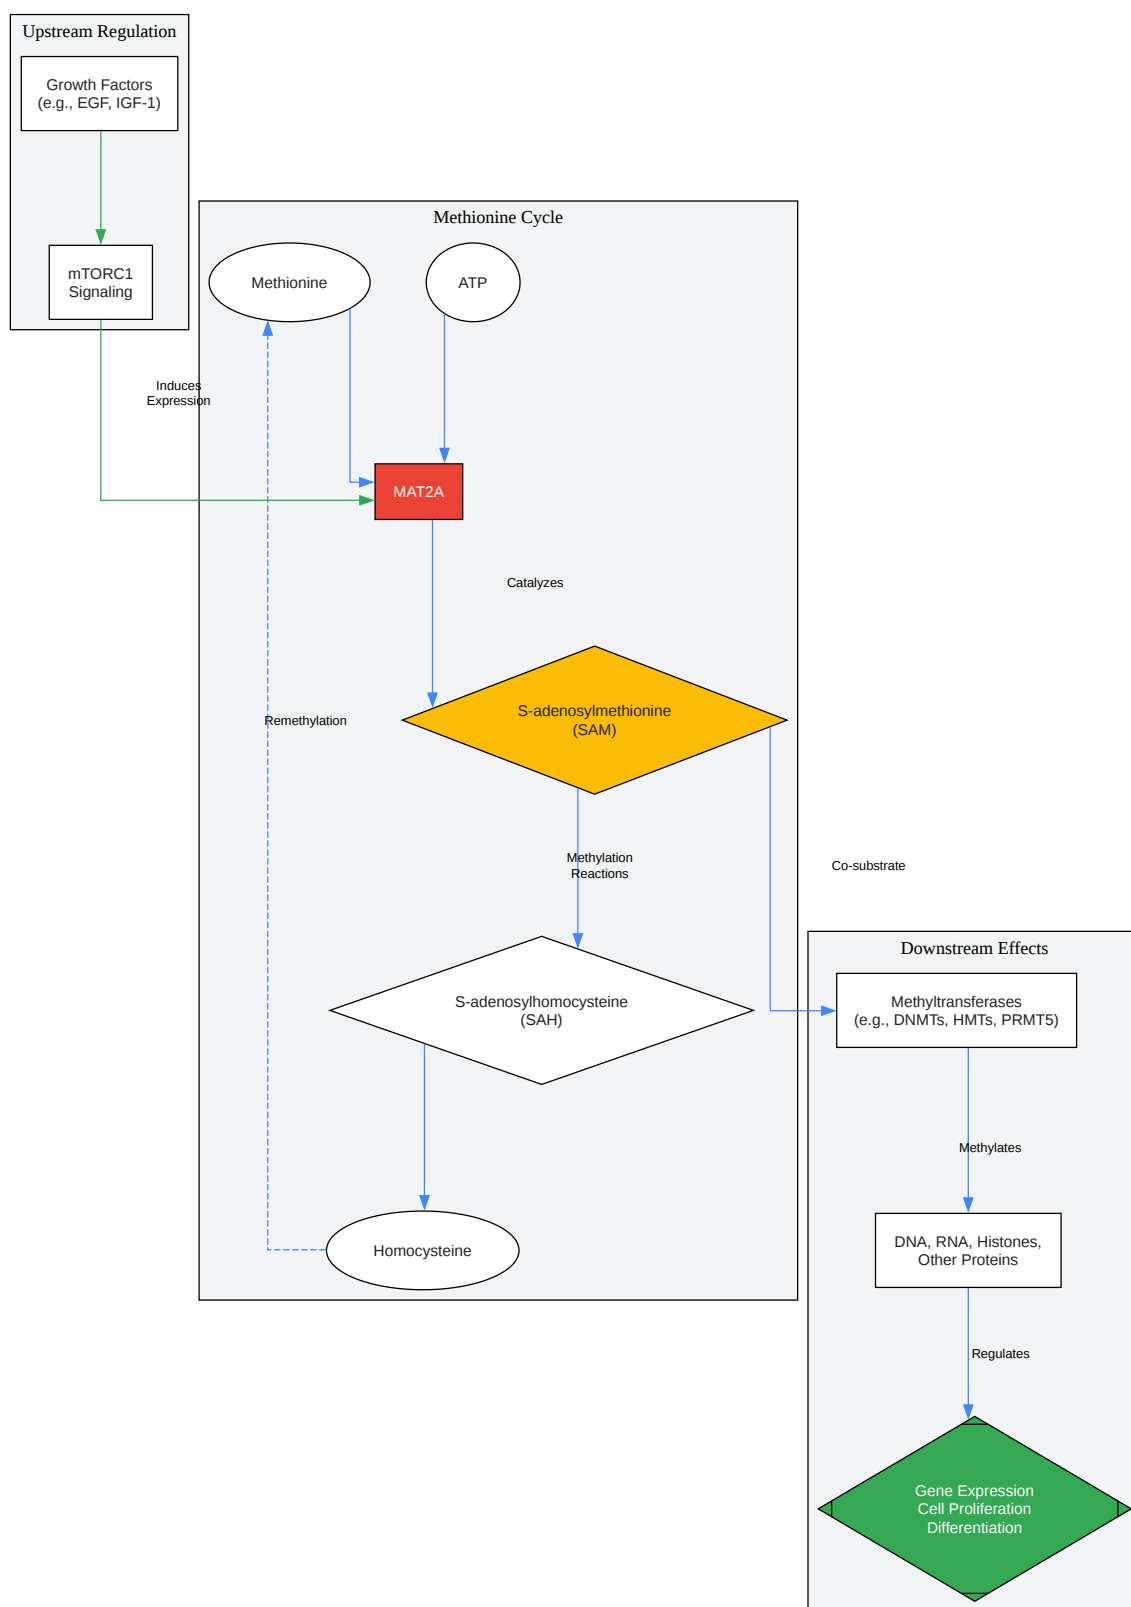 Upstream Regulation
Growth Factors
(e.g., EGF, IGF-1)
mTORC1
Signaling
Induces
Expression
Methionine Cycle
Methionine
ATP
MAT2A
Catalyzes
S-adenosylmethionine
(SAM)
Remethylation
Methylation
Reactions
Co-substrate
S-adenosylhomocysteine
(SAH)
Homocysteine
Downstream Effects
Methyltransferases
(e.g., DNMTs, HMTs, PRMT5)
Methylates
DNA, RNA, Histones,
Other Proteins
Regulates
Gene Expression
Cell Proliferation
Differentiation